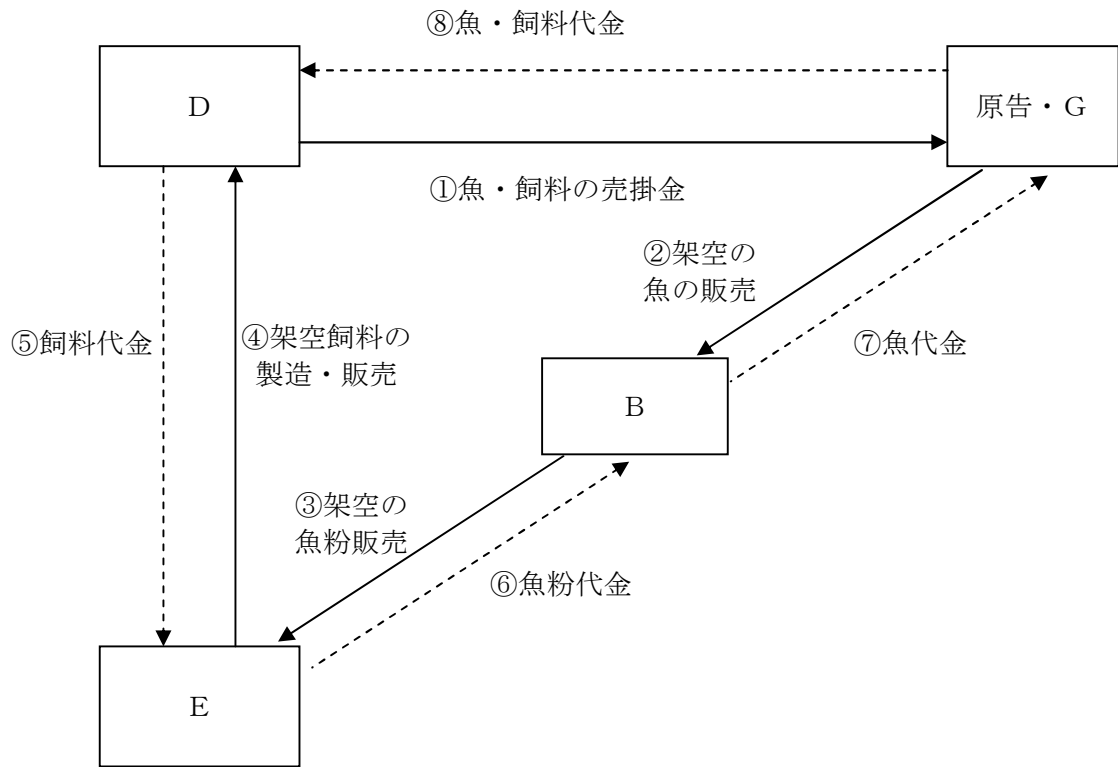 ⑧魚・飼料代金
D
原告・G
①魚・飼料の売掛金
②架空の
魚の販売
⑤飼料代金
④架空飼料の
製造・販売
⑦魚代金
B
③架空の
魚粉販売
⑥魚粉代金
E